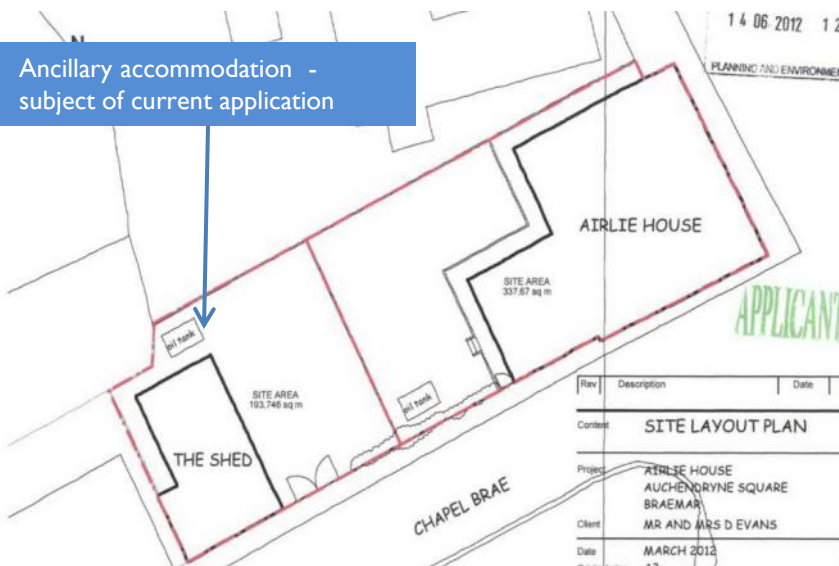 14 06 2012 12
PLANNING AND ENVIRONME
N
Ancillary accommodation -
subject of current application
AIRLIE HOUSE
SITE AREA
337.67 sq m
oil tank
SITE AREA
193.746 sq m
oil tank
THE SHED
CHAPEL BRAE
APPLICANT
Rev Description Date
Content SITE LAYOUT PLAN
Project AIRLIE HOUSE
AUCHENDRYNE SQUARE
BRAEMAR
Client MR AND MRS D EVANS
Date MARCH 2012